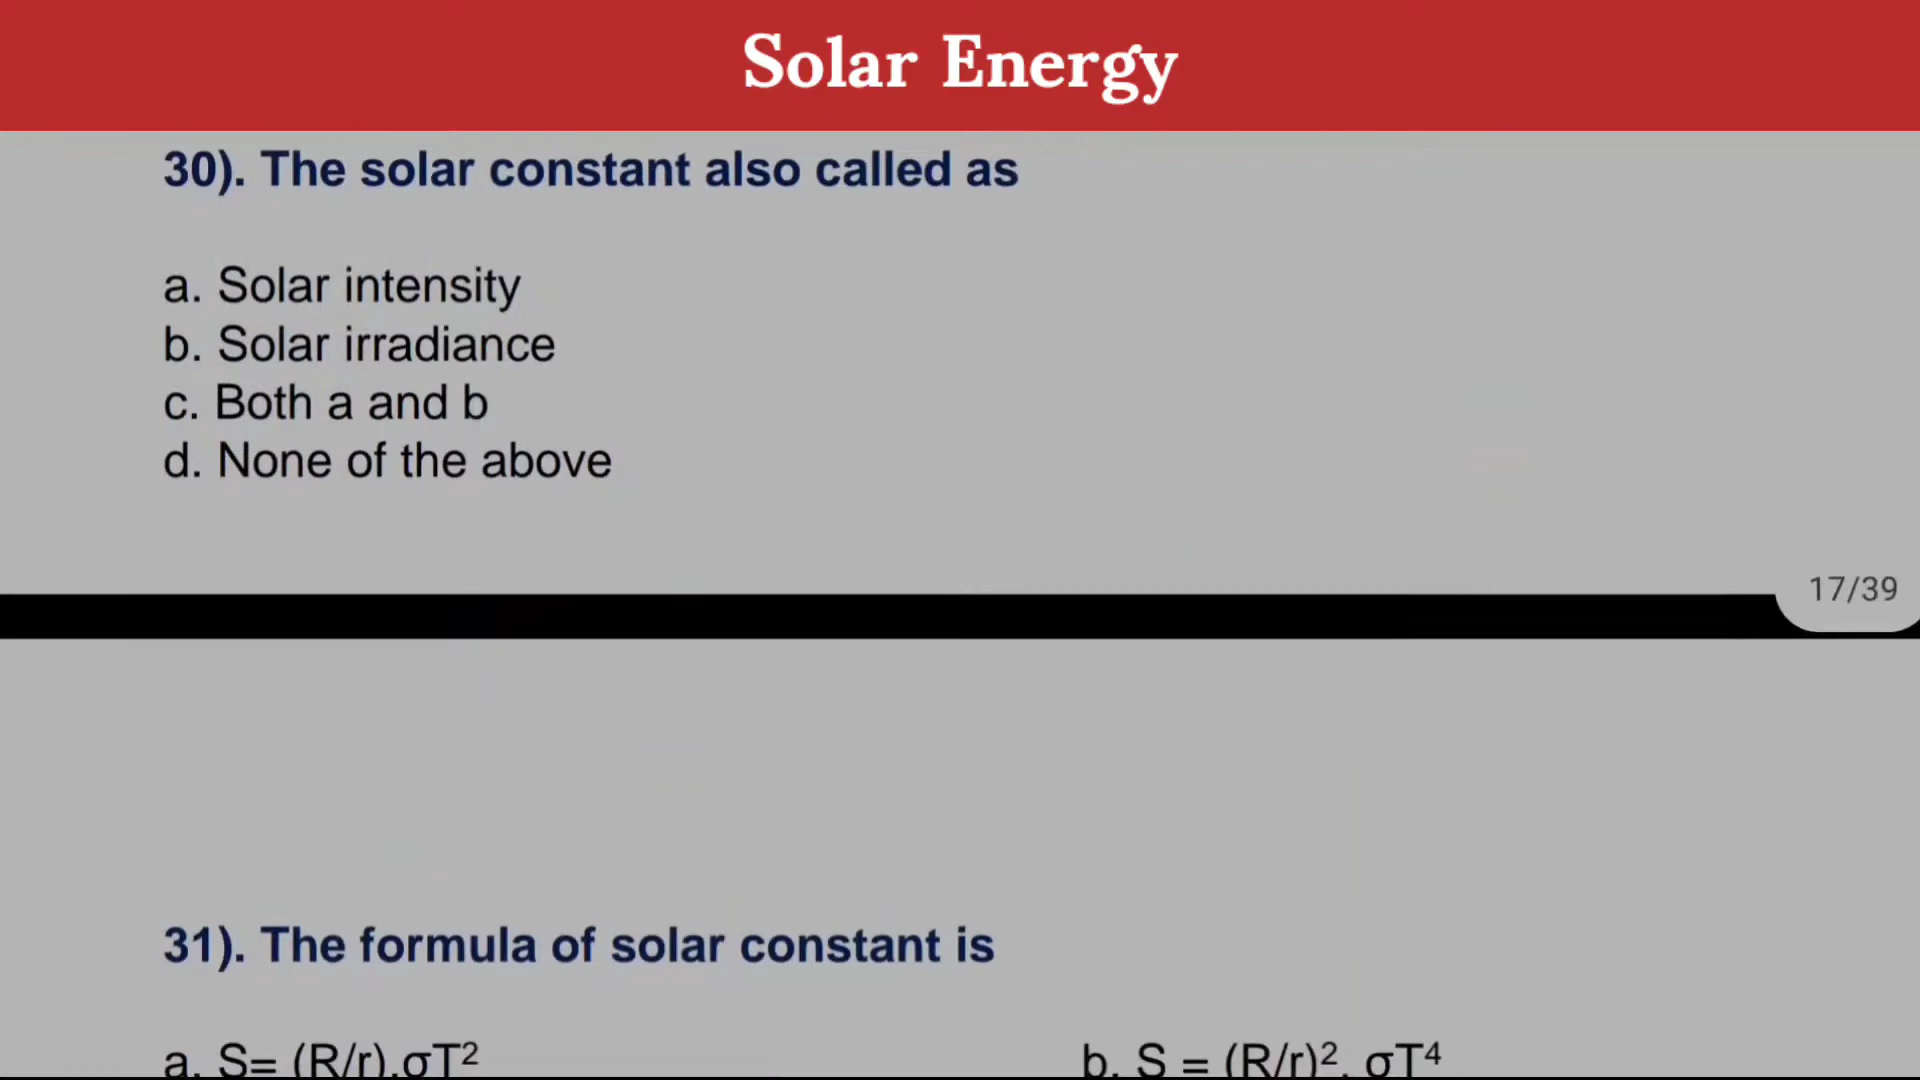 Solar Energy
30). The solar constant also called as
a. Solar intensity
b. Solar irradiance
c. Both a and b
d. None of the above
17/39
31). The formula of solar constant is
a. S= (R/r).σT²
b. S = (R/r)². σT⁴